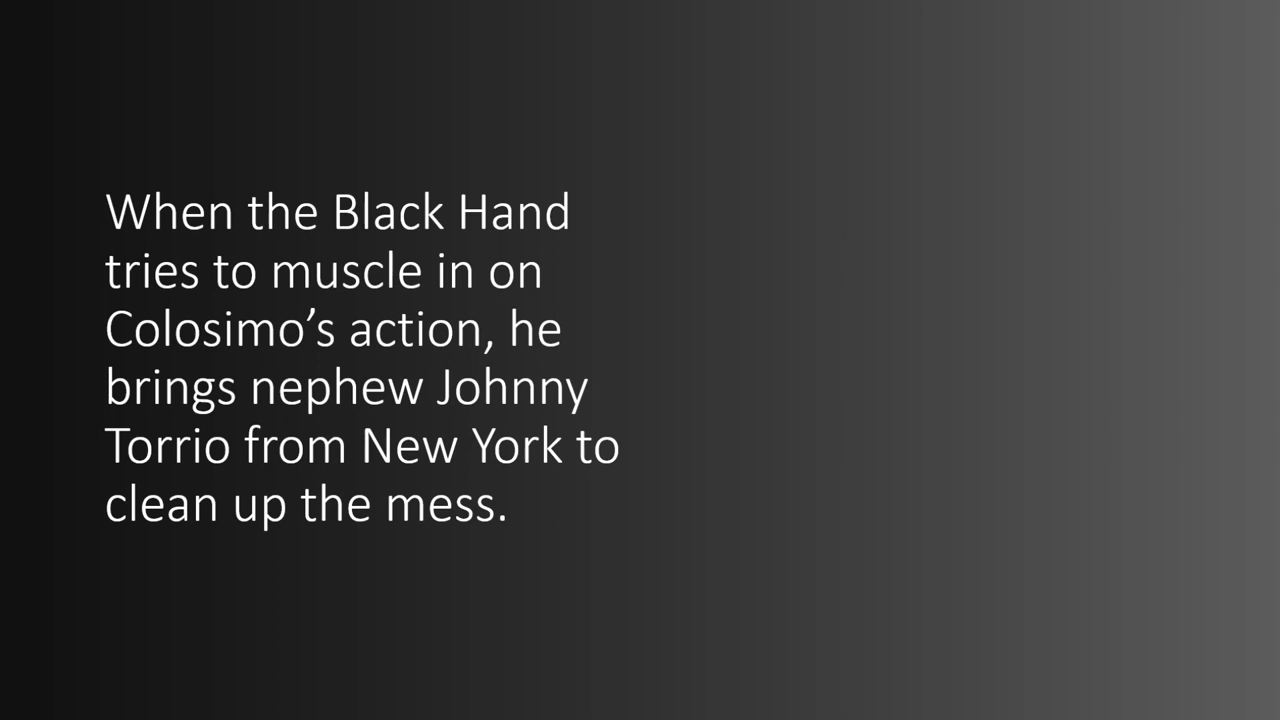 When the Black Hand
tries to muscle in on
Colosimo’s action, he
brings nephew Johnny
Torrio from New York to
clean up the mess.